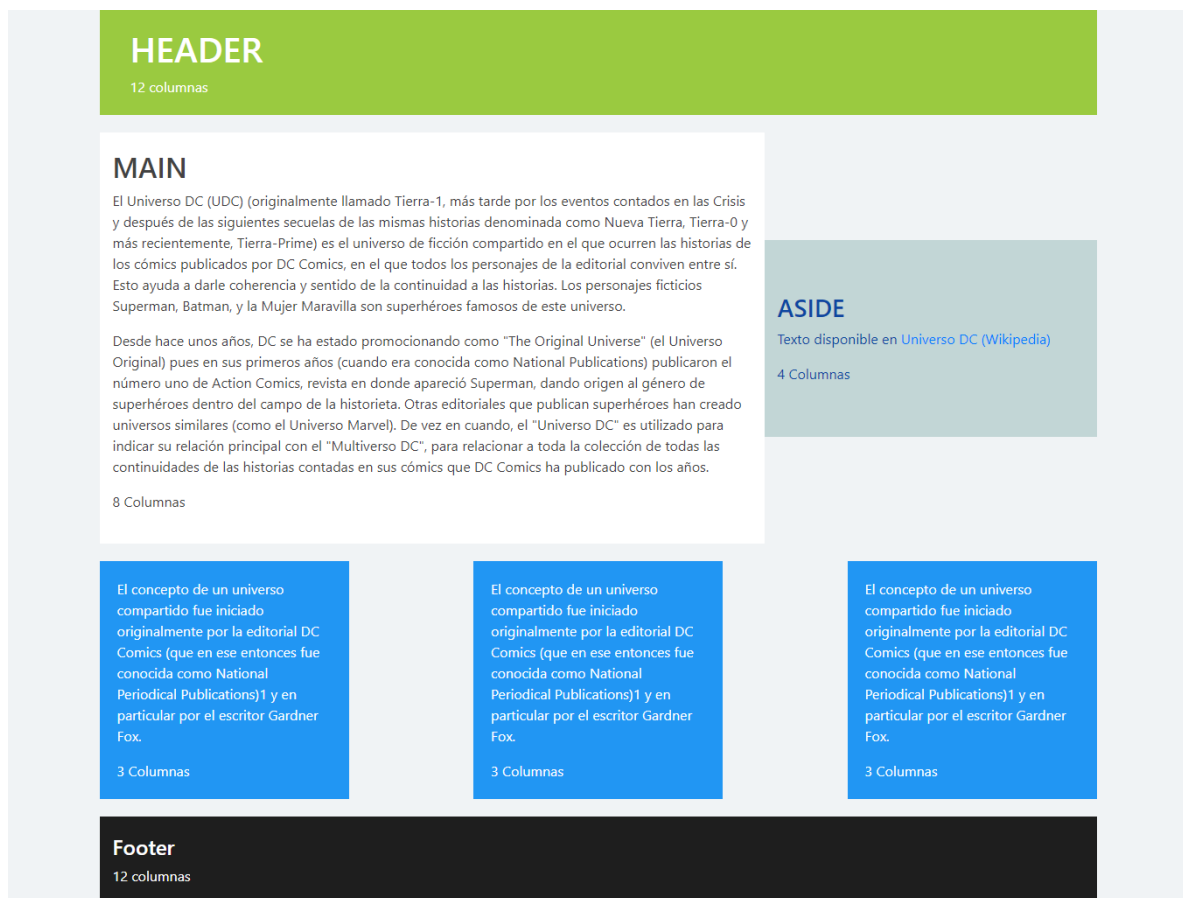 HEADER
12 columnas
MAIN
El Universo DC (UDC) (originalmente llamado Tierra-1, más tarde por los eventos contados en las Crisis
y después de las siguientes secuelas de las mismas historias denominada como Nueva Tierra, Tierra-0 y
más recientemente, Tierra-Prime) es el universo de ficción compartido en el que ocurren las historias de
los cómics publicados por DC Comics, en el que todos los personajes de la editorial conviven entre sí.
Esto ayuda a darle coherencia y sentido de la continuidad a las historias. Los personajes ficticios
Superman, Batman, y la Mujer Maravilla son superhéroes famosos de este universo.
Desde hace unos años, DC se ha estado promocionando como "The Original Universe" (el Universo
Original) pues en sus primeros años (cuando era conocida como National Publications) publicaron el
número uno de Action Comics, revista en donde apareció Superman, dando origen al género de
superhéroes dentro del campo de la historieta. Otras editoriales que publican superhéroes han creado
universos similares (como el Universo Marvel). De vez en cuando, el "Universo DC" es utilizado para
indicar su relación principal con el "Multiverso DC", para relacionar a toda la colección de todas las
continuidades de las historias contadas en sus cómics que DC Comics ha publicado con los años.
8 Columnas
ASIDE
Texto disponible en Universo DC (Wikipedia)
4 Columnas
El concepto de un universo
compartido fue iniciado
originalmente por la editorial DC
Comics (que en ese entonces fue
conocida como National
Periodical Publications)1 y en
particular por el escritor Gardner
Fox.
3 Columnas
El concepto de un universo
compartido fue iniciado
originalmente por la editorial DC
Comics (que en ese entonces fue
conocida como National
Periodical Publications)1 y en
particular por el escritor Gardner
Fox.
3 Columnas
El concepto de un universo
compartido fue iniciado
originalmente por la editorial DC
Comics (que en ese entonces fue
conocida como National
Periodical Publications)1 y en
particular por el escritor Gardner
Fox.
3 Columnas
Footer
12 columnas